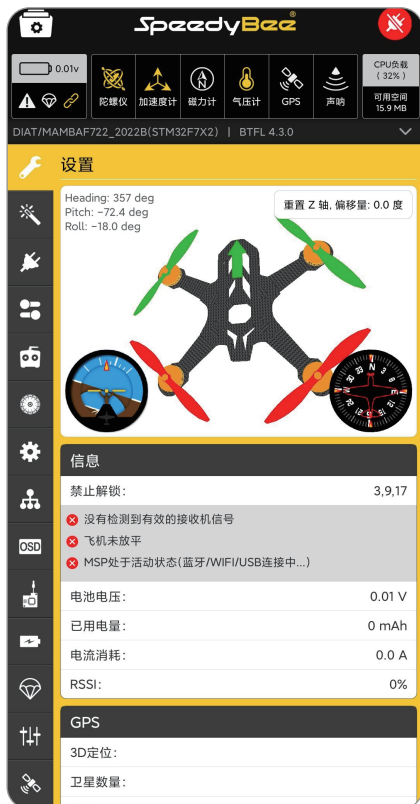 SpeedyBee®
0.01v
陀螺仪
加速度计
磁力计
气压计
GPS
声呐
CPU负载
( 32% )
可用空间
15.9 MB
DIAT/MAMBAF722_2022B(STM32F7X2) | BTFL 4.3.0
设置
Heading: 357 deg
Pitch: -72.4 deg
Roll: -18.0 deg
重置 Z 轴, 偏移量: 0.0 度
信息
禁止解锁: 3,9,17
没有检测到有效的接收机信号
飞机未放平
MSP处于活动状态(蓝牙/WIFI/USB连接中...)
OSD
电池电压: 0.01 V
已用电量: 0 mAh
电流消耗: 0.0 A
RSSI: 0%
GPS
3D定位:
卫星数量: